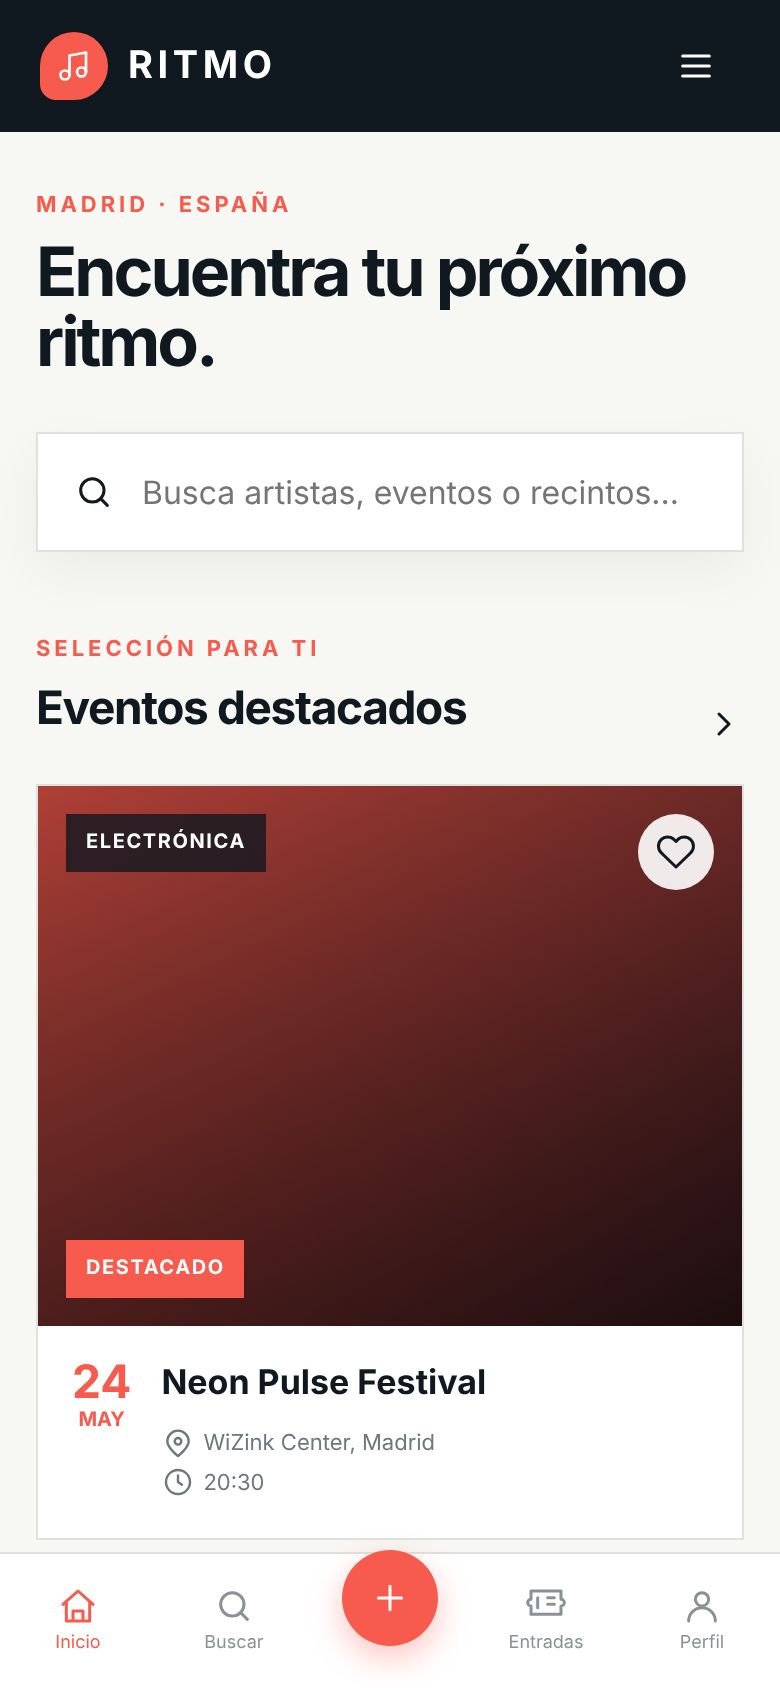 RITMO
MADRID · ESPAÑA
Encuentra tu próximo
ritmo.
Busca artistas, eventos o recintos...
SELECCIÓN PARA TI
Eventos destacados
ELECTRÓNICA
DESTACADO
24
MAY
Neon Pulse Festival
WiZink Center, Madrid
20:30
Inicio
Buscar
Entradas
Perfil